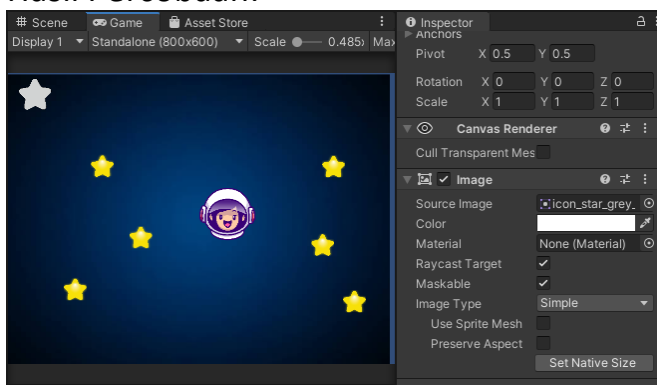 # Scene Game Asset Store
Display 1 Standalone (800x600) Scale 0.485x Max
Inspector
Anchors
Pivot X 0.5 Y 0.5
Rotation X 0 Y 0 Z 0
Scale X 1 Y 1 Z 1
Canvas Renderer
Cull Transparent Mes
Image
Source Image icon_star_grey_
Color
Material None (Material)
Raycast Target
Maskable
Image Type Simple
Use Sprite Mesh
Preserve Aspect
Set Native Size